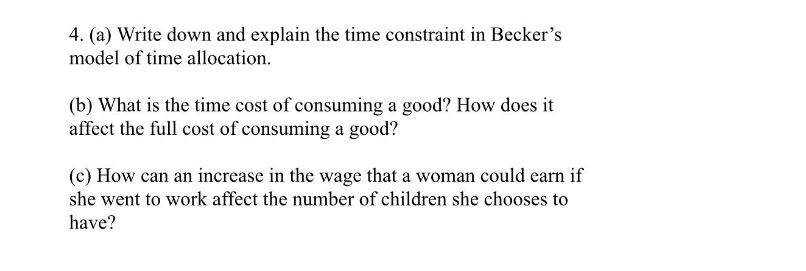 4. (a) Write down and explain the time constraint in Becker’s
model of time allocation.
(b) What is the time cost of consuming a good? How does it
affect the full cost of consuming a good?
(c) How can an increase in the wage that a woman could earn if
she went to work affect the number of children she chooses to
have?